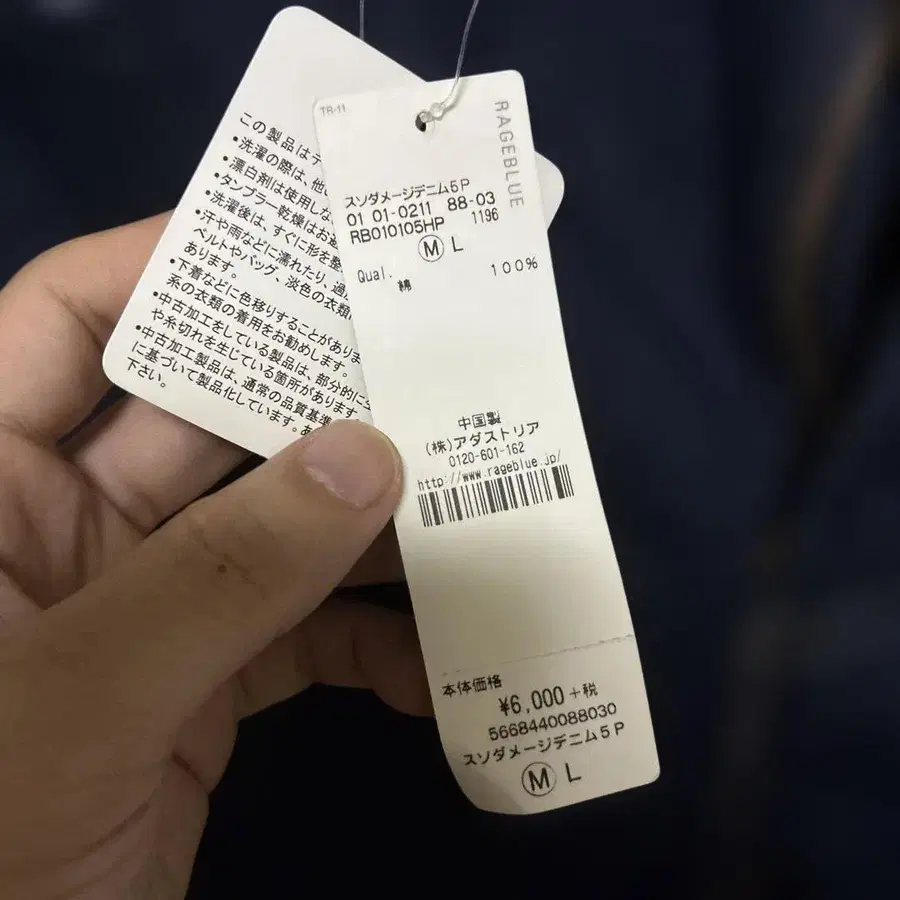 この製品はデ
・洗濯の際は、他の
・漂白剤は使用しな
・タンブラー乾燥はお避
・洗濯後は、すぐに形を整
・汗や雨などに濡れたり、過
ベルトやバッグ、淡色の衣類
あります。
・下着などに色移りすることがありま
系の衣類の着用をお勧めします。
・中古加工をしている製品は、部分的に
や糸切れを生じている箇所があります
・中古加工製品は、通常の品質基準
に基づいて製品化しています。あ
下さい。
TR-11
RAGEBLUE
スソダメージデニム5P
01 01-0211 88-03
RB010105HP 1196
M L
Qual.
綿 100%
中国製
(株)アダストリア
0120-601-162
http://www.rageblue.jp/
本体価格
¥6,000+税
5668440088030
スソダメージデニム5P
M L